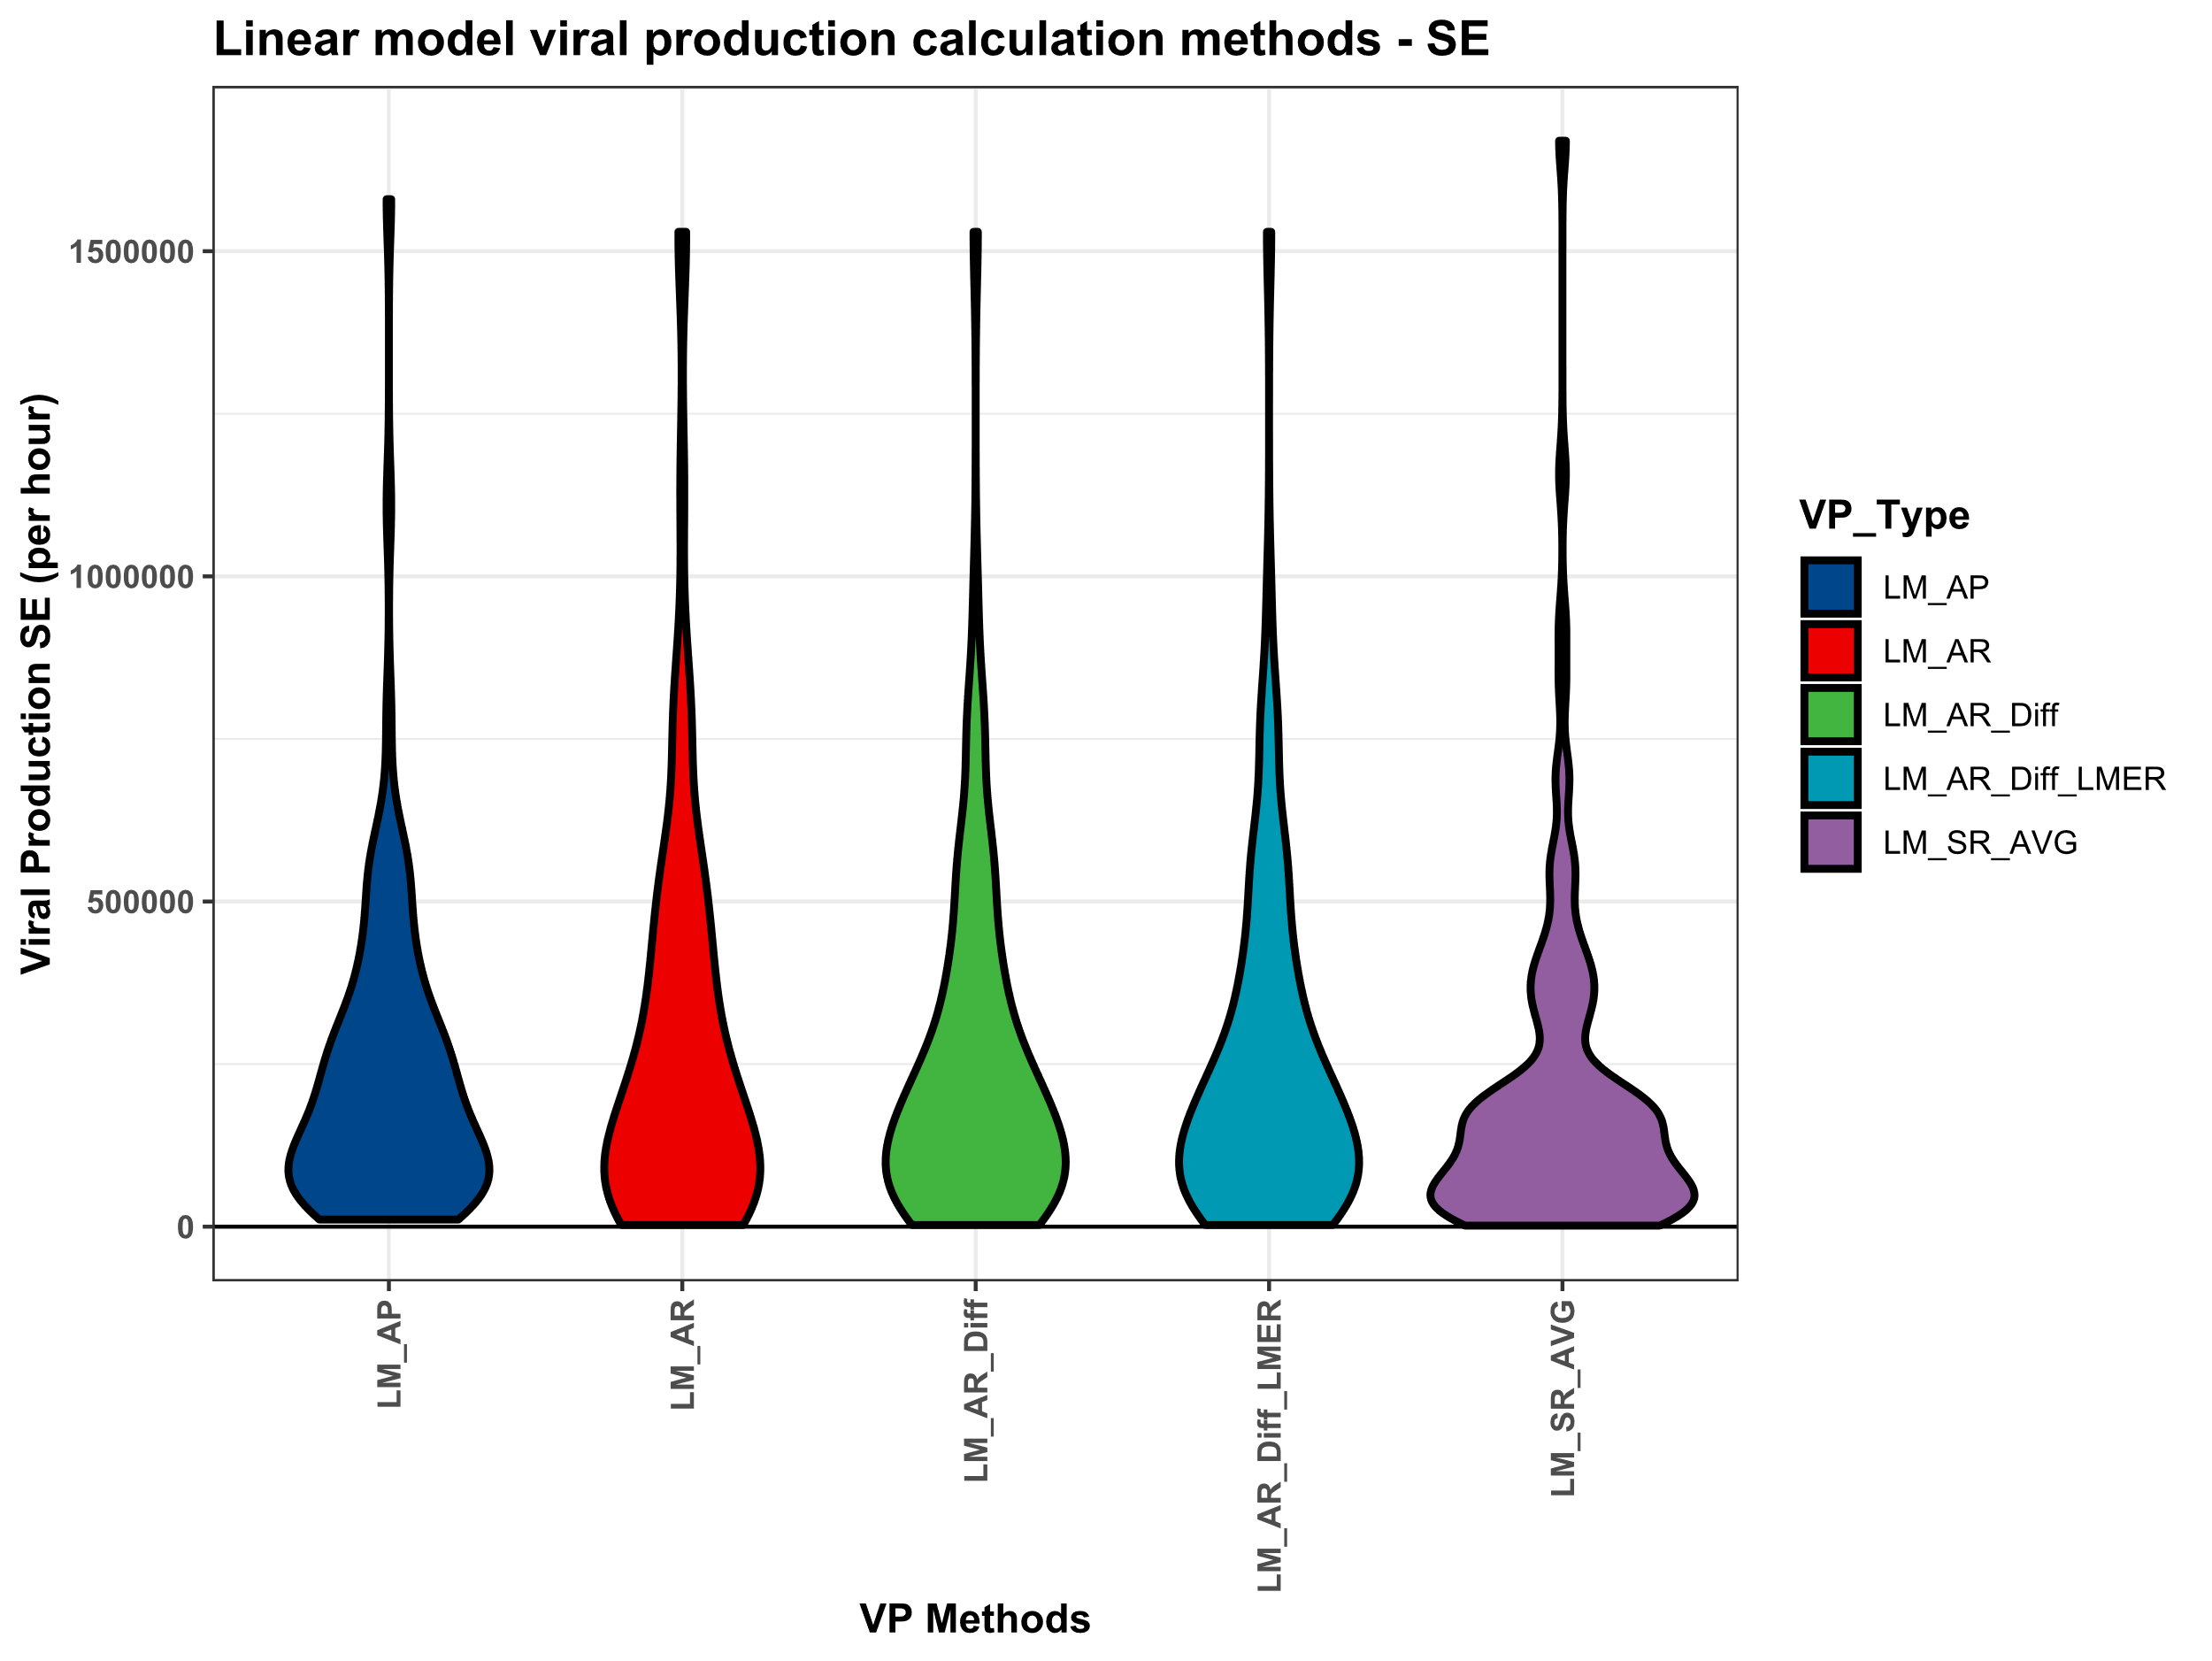 Linear model viral production calculation methods - SE
Viral Production SE (per hour)
1500000
1000000
500000
0
LM_AP
LM_AR
LM_AR_Diff
LM_AR_Diff_LMER
LM_SR_AVG
VP Methods
VP_Type
LM_AP
LM_AR
LM_AR_Diff
LM_AR_Diff_LMER
LM_SR_AVG